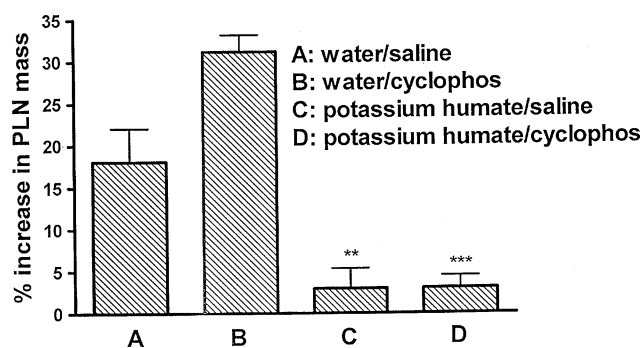 % increase in PLN mass
35
30
25
20
15
10
5
0
A: water/saline
B: water/cyclophos
C: potassium humate/saline
D: potassium humate/cyclophos
**
***
A B C D